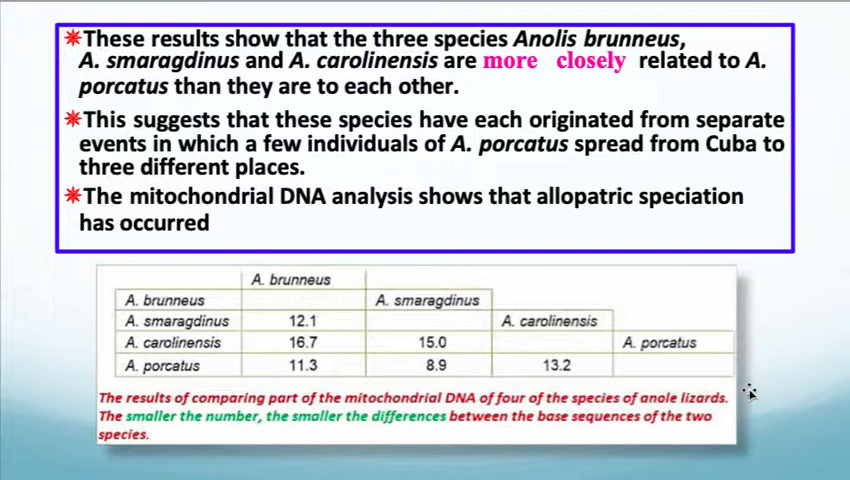 ✷These results show that the three species Anolis brunneus,
A. smaragdinus and A. carolinensis are more closely related to A.
porcatus than they are to each other.
✷This suggests that these species have each originated from separate
events in which a few individuals of A. porcatus spread from Cuba to
three different places.
✷The mitochondrial DNA analysis shows that allopatric speciation
has occurred
A. brunneus
A. brunneus A. smaragdinus
A. smaragdinus 12.1 A. carolinensis
A. carolinensis 16.7 15.0 A. porcatus
A. porcatus 11.3 8.9 13.2
The results of comparing part of the mitochondrial DNA of four of the species of anole lizards.
The smaller the number, the smaller the differences between the base sequences of the two
species.